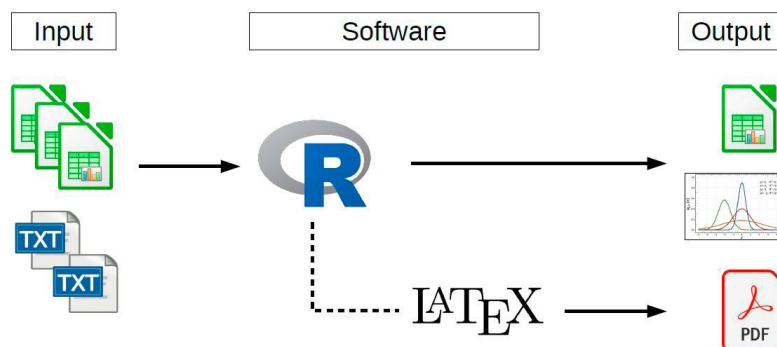 Input
Software
Output
R
TXT
TXT
LATEX
PDF